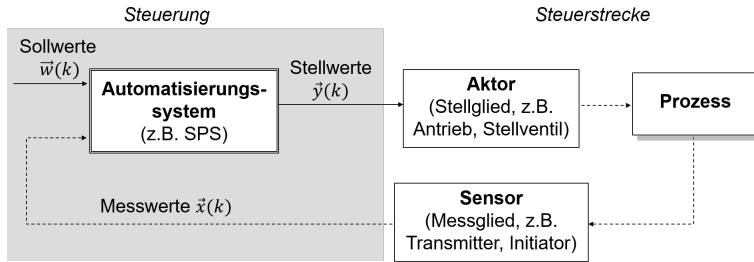 Steuerung
Steuerstrecke
Sollwerte
w⃗(k)
Automatisierungs-
system
(z.B. SPS)
Stellwerte
y⃗(k)
Aktor
(Stellglied, z.B.
Antrieb, Stellventil)
Prozess
Messwerte x⃗(k)
Sensor
(Messglied, z.B.
Transmitter, Initiator)